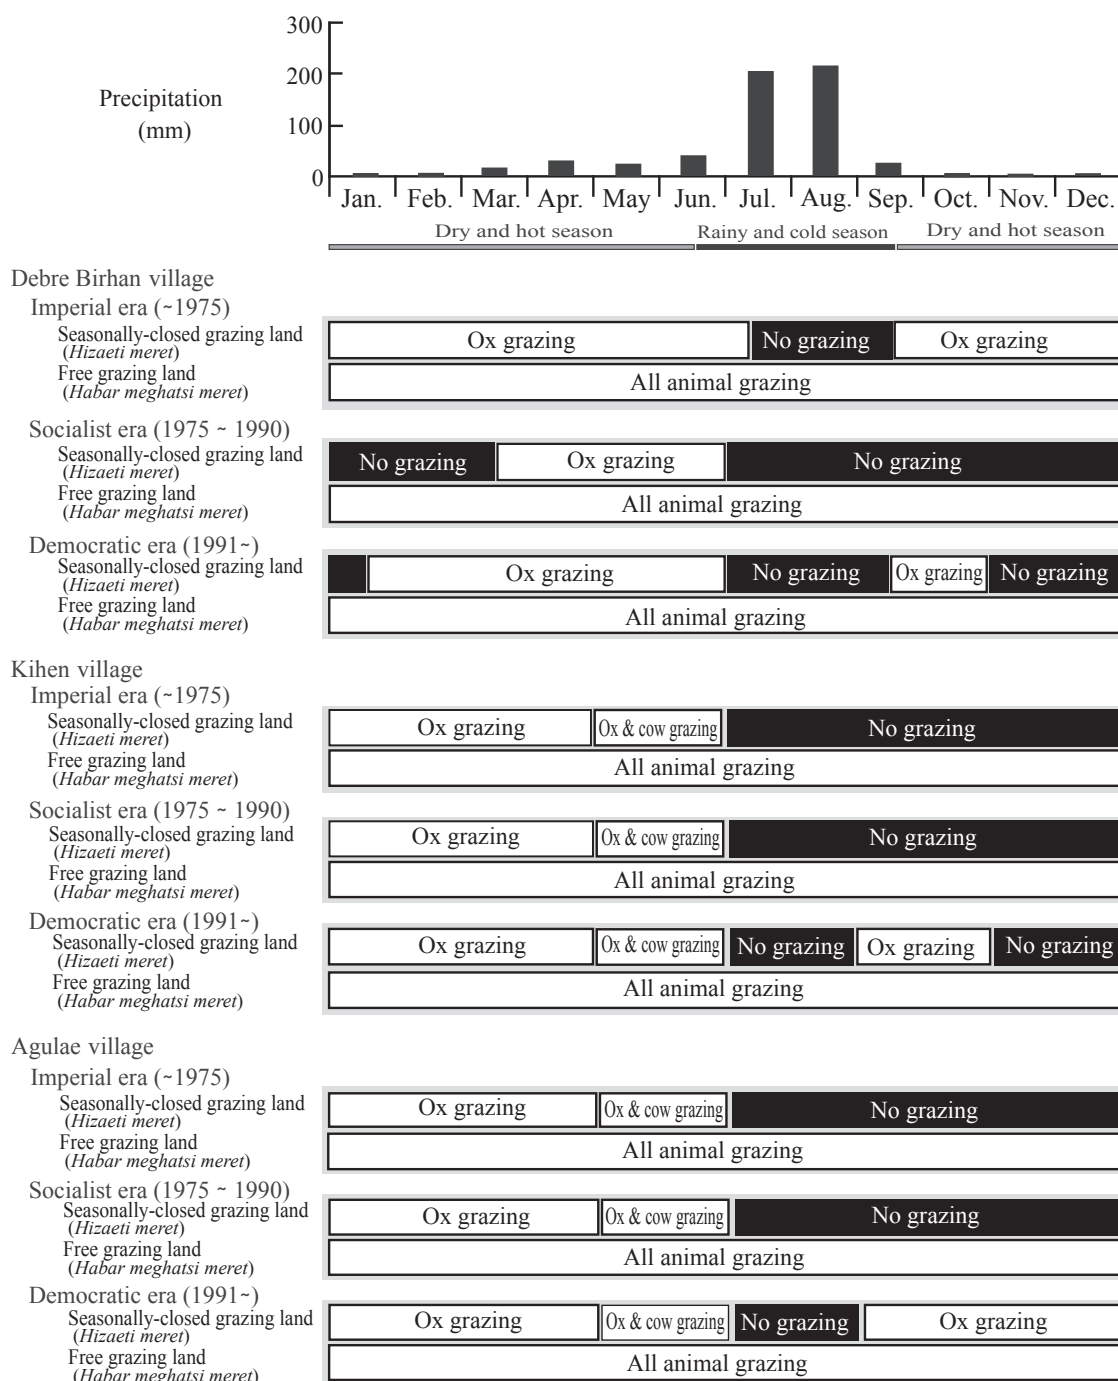 300
200
Precipitation
(mm)
100
0
Jan. Feb. Mar. Apr. May Jun. Jul. Aug. Sep. Oct. Nov. Dec.
Dry and hot season Rainy and cold season Dry and hot season
Debre Birhan village
Imperial era (~1975)
Seasonally-closed grazing land
(Hizaeti meret)
Ox grazing No grazing Ox grazing
Free grazing land
(Habar meghatsi meret)
All animal grazing
Socialist era (1975 ~ 1990)
Seasonally-closed grazing land
(Hizaeti meret)
No grazing Ox grazing No grazing
Free grazing land
(Habar meghatsi meret)
All animal grazing
Democratic era (1991~)
Seasonally-closed grazing land
(Hizaeti meret)
Ox grazing No grazing Ox grazing No grazing
Free grazing land
(Habar meghatsi meret)
All animal grazing
Kihen village
Imperial era (~1975)
Seasonally-closed grazing land
(Hizaeti meret)
Ox grazing Ox & cow grazing No grazing
Free grazing land
(Habar meghatsi meret)
All animal grazing
Socialist era (1975 ~ 1990)
Seasonally-closed grazing land
(Hizaeti meret)
Ox grazing Ox & cow grazing No grazing
Free grazing land
(Habar meghatsi meret)
All animal grazing
Democratic era (1991~)
Seasonally-closed grazing land
(Hizaeti meret)
Ox grazing Ox & cow grazing No grazing Ox grazing No grazing
Free grazing land
(Habar meghatsi meret)
All animal grazing
Agulae village
Imperial era (~1975)
Seasonally-closed grazing land
(Hizaeti meret)
Ox grazing Ox & cow grazing No grazing
Free grazing land
(Habar meghatsi meret)
All animal grazing
Socialist era (1975 ~ 1990)
Seasonally-closed grazing land
(Hizaeti meret)
Ox grazing Ox & cow grazing No grazing
Free grazing land
(Habar meghatsi meret)
All animal grazing
Democratic era (1991~)
Seasonally-closed grazing land
(Hizaeti meret)
Ox grazing Ox & cow grazing No grazing Ox grazing
Free grazing land
(Habar meghatsi meret)
All animal grazing